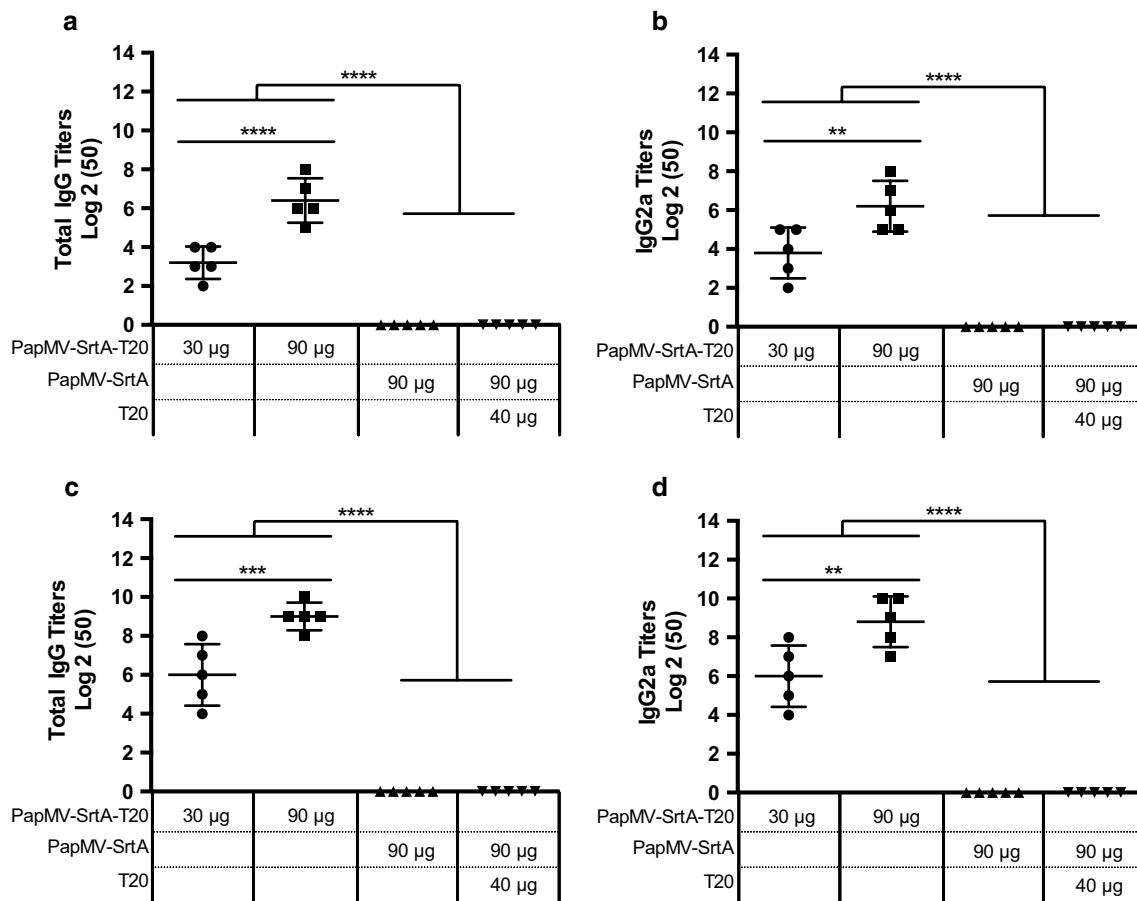 a
Total IgG Titers
Log 2 (50)
14
12
10
8
6
4
2
0
****
****
PapMV-SrtA-T20 30 µg 90 µg
PapMV-SrtA 90 µg 90 µg
T20 40 µg
b
IgG2a Titers
Log 2 (50)
14
12
10
8
6
4
2
0
****
**
PapMV-SrtA-T20 30 µg 90 µg
PapMV-SrtA 90 µg 90 µg
T20 40 µg
c
Total IgG Titers
Log 2 (50)
14
12
10
8
6
4
2
0
****
***
PapMV-SrtA-T20 30 µg 90 µg
PapMV-SrtA 90 µg 90 µg
T20 40 µg
d
IgG2a Titers
Log 2 (50)
14
12
10
8
6
4
2
0
****
**
PapMV-SrtA-T20 30 µg 90 µg
PapMV-SrtA 90 µg 90 µg
T20 40 µg